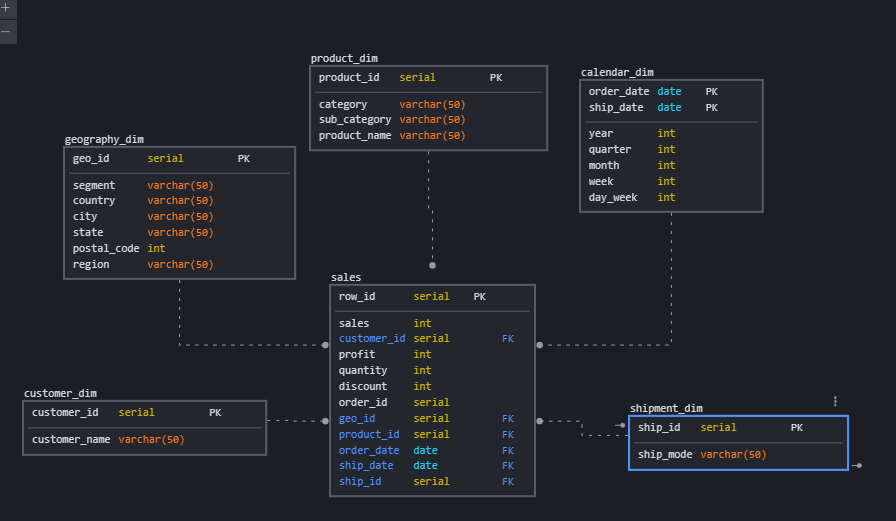 product_dim
product_id serial PK
category varchar(50)
sub_category varchar(50)
product_name varchar(50)
calendar_dim
order_date date PK
ship_date date PK
year int
quarter int
month int
week int
day_week int
geography_dim
geo_id serial PK
segment varchar(50)
country varchar(50)
city varchar(50)
state varchar(50)
postal_code int
region varchar(50)
sales
row_id serial PK
sales int
customer_id serial FK
profit int
quantity int
discount int
order_id serial
geo_id serial FK
product_id serial FK
order_date date FK
ship_date date FK
ship_id serial FK
customer_dim
customer_id serial PK
customer_name varchar(50)
shipment_dim
ship_id serial PK
ship_mode varchar(50)